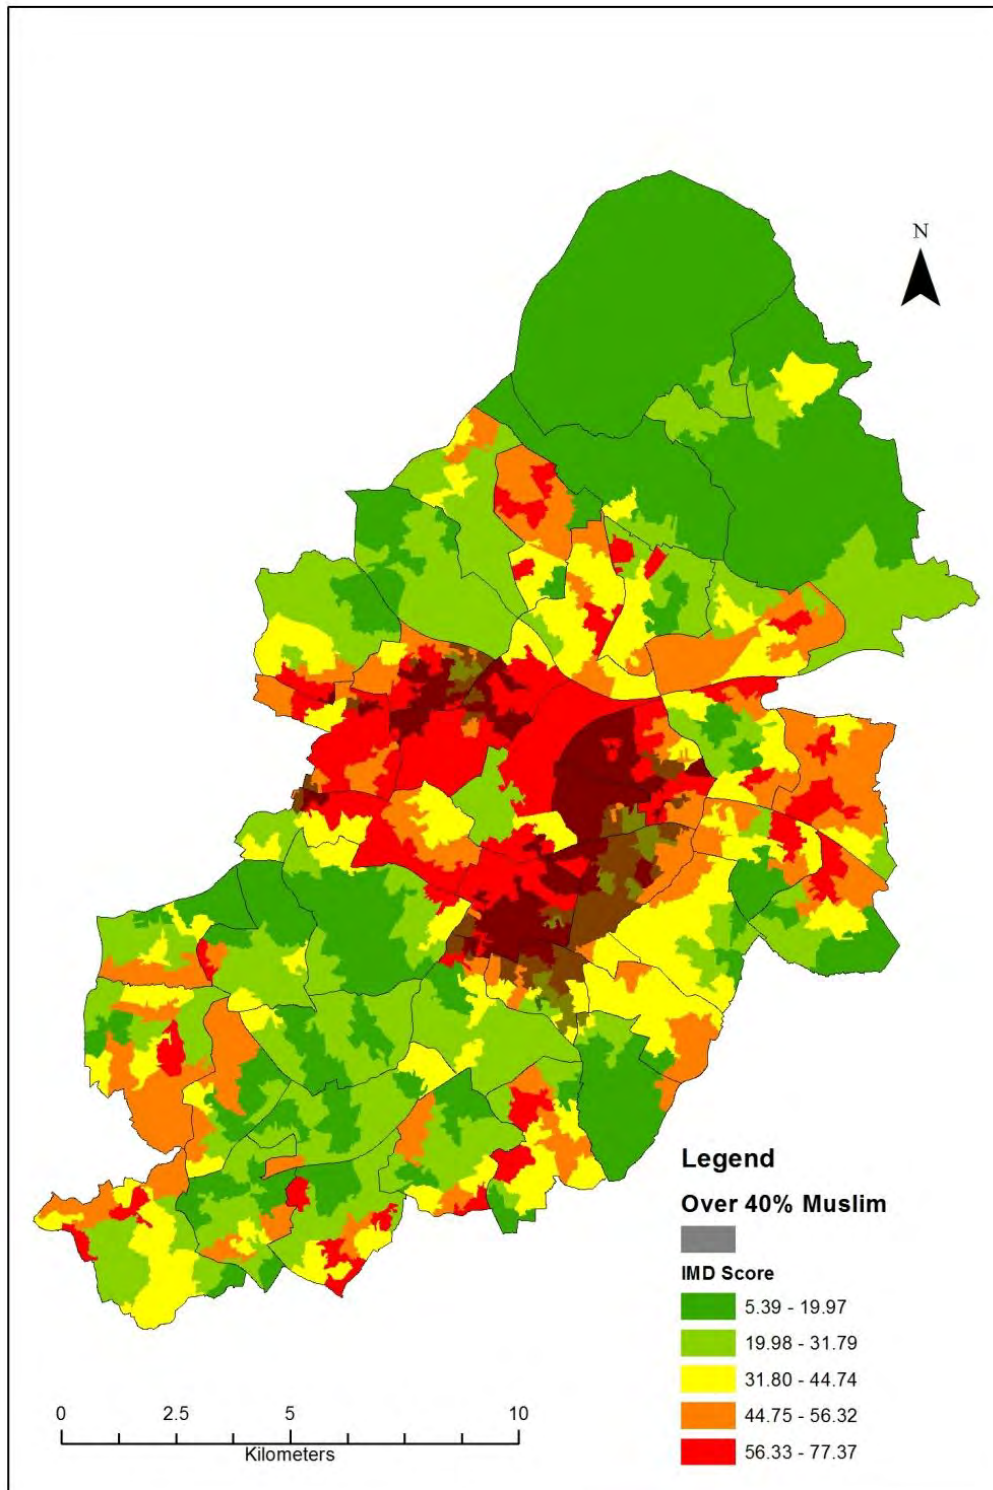 N
Legend
Over 40% Muslim
IMD Score
5.39 - 19.97
19.98 - 31.79
31.80 - 44.74
44.75 - 56.32
56.33 - 77.37
0 2.5 5 10
Kilometers